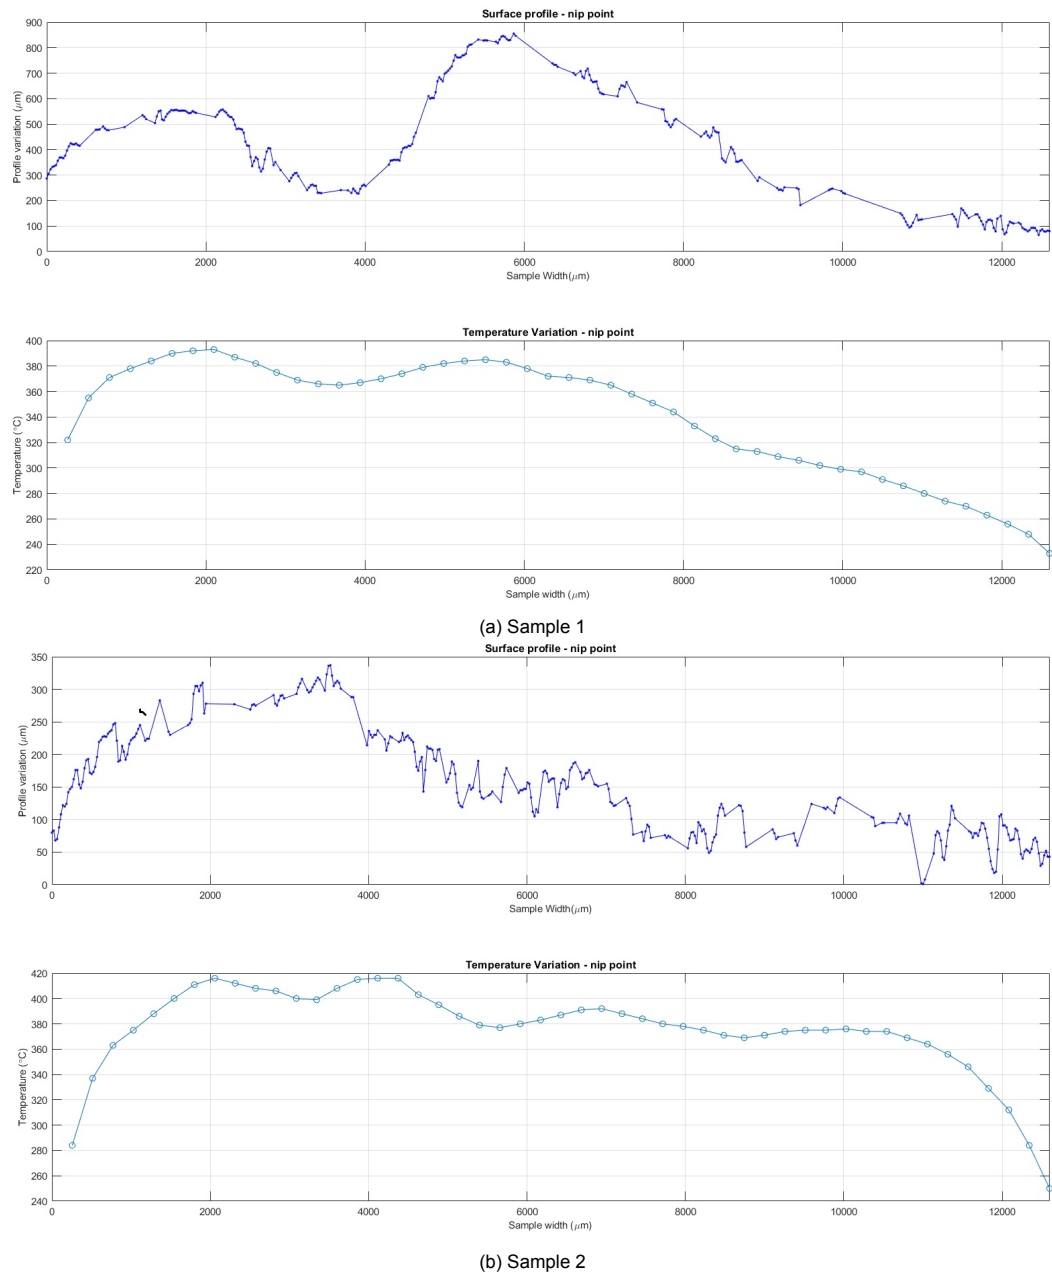 Surface profile - nip point
900
800
700
600
500
400
300
200
100
0
Profile variation (μm)
0 2000 4000 6000 8000 10000 12000
Sample Width(μm)
Temperature Variation - nip point
400
380
360
340
320
300
280
260
240
220
Temperature (°C)
0 2000 4000 6000 8000 10000 12000
Sample width (μm)
(a) Sample 1
Surface profile - nip point
350
300
250
200
150
100
50
0
Profile variation (μm)
0 2000 4000 6000 8000 10000 12000
Sample Width(μm)
Temperature Variation - nip point
420
400
380
360
340
320
300
280
260
240
Temperature (°C)
0 2000 4000 6000 8000 10000 12000
Sample width (μm)
(b) Sample 2